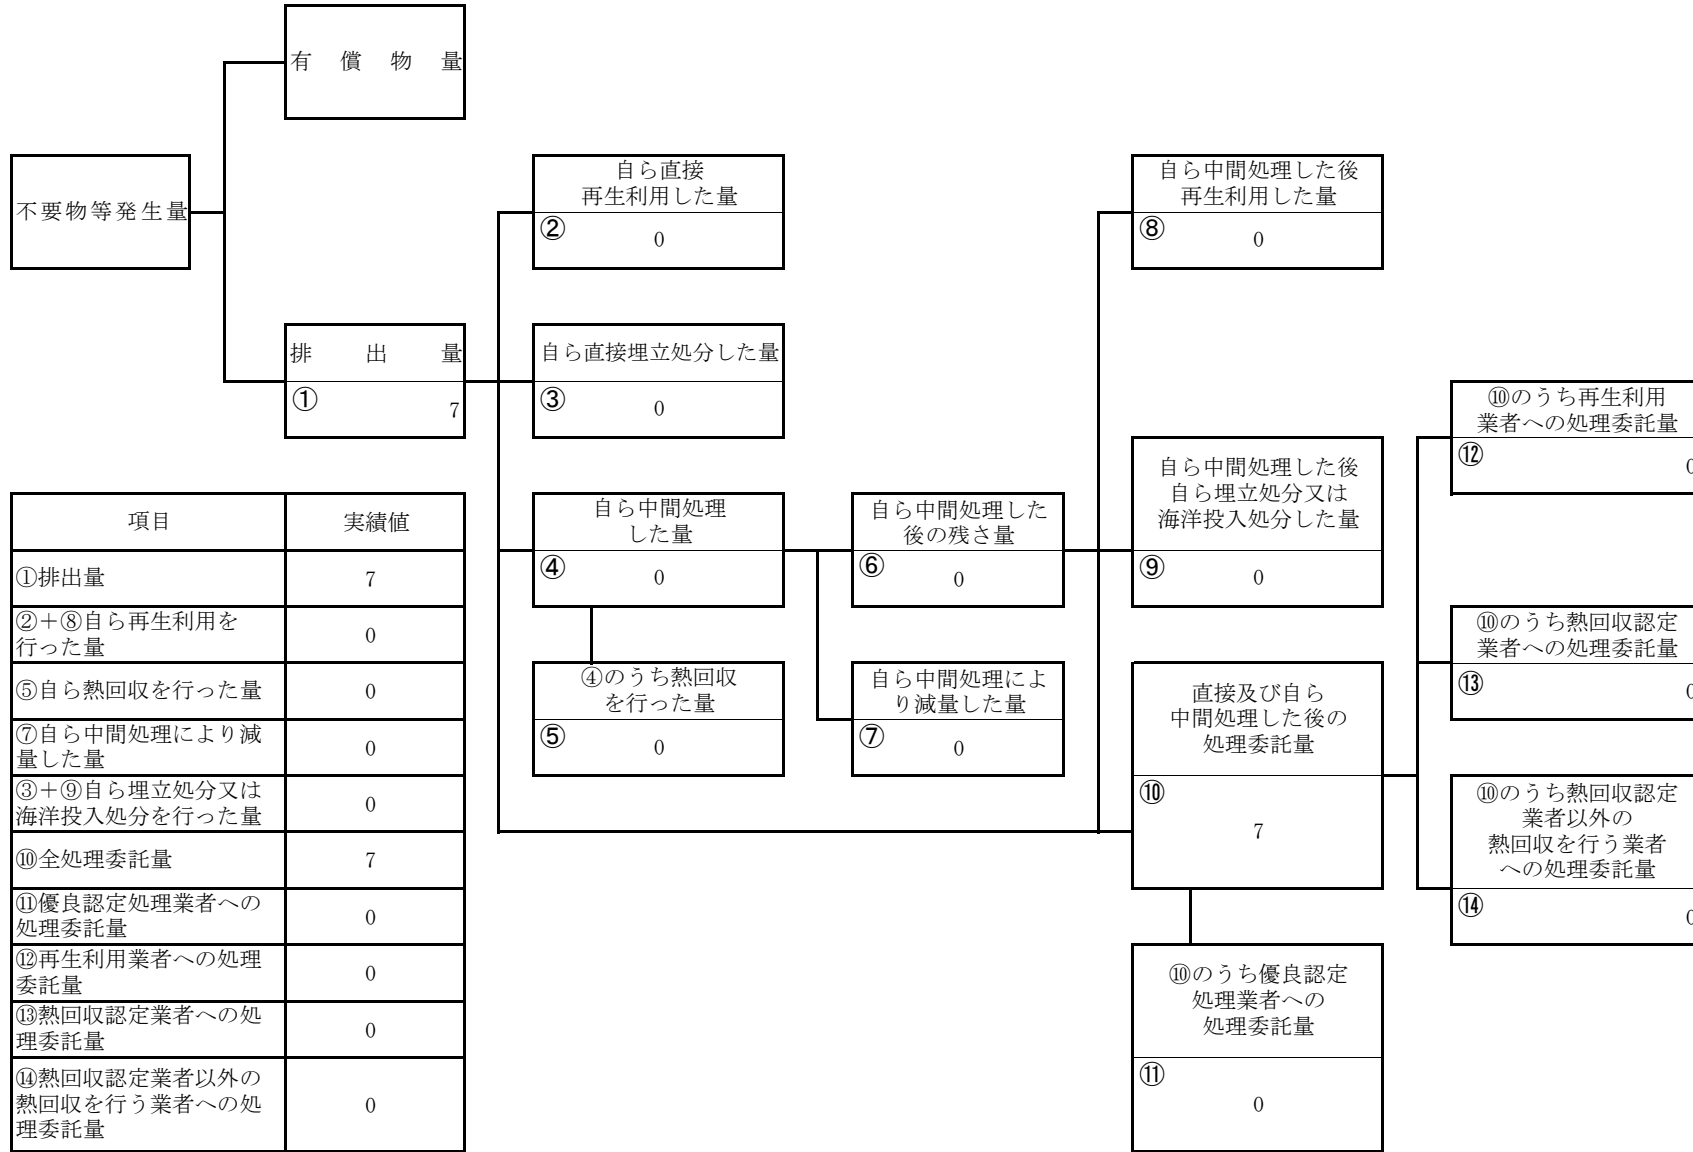 有償物量
不要物等発生量
排出量
①
7
自ら直接
再生利用した量
②
0
自ら直接埋立処分した量
③
0
自ら中間処理
した量
④
0
④のうち熱回収
を行った量
⑤
0
自ら中間処理した
後の残さ量
⑥
0
自ら中間処理によ
り減量した量
⑦
0
自ら中間処理した後
再生利用した量
⑧
0
自ら中間処理した後
自ら埋立処分又は
海洋投入処分した量
⑨
0
直接及び自ら
中間処理した後の
処理委託量
⑩
7
⑩のうち優良認定
処理業者への
処理委託量
⑪
0
⑩のうち再生利用
業者への処理委託量
⑫
0
⑩のうち熱回収認定
業者への処理委託量
⑬
0
⑩のうち熱回収認定
業者以外の
熱回収を行う業者
への処理委託量
⑭
0
項目 実績値
①排出量 7
②+⑧自ら再生利用を
行った量 0
⑤自ら熱回収を行った量 0
⑦自ら中間処理により減
量した量 0
③+⑨自ら埋立処分又は
海洋投入処分を行った量 0
⑩全処理委託量 7
⑪優良認定処理業者への
処理委託量 0
⑫再生利用業者への処理
委託量 0
⑬熱回収認定業者への処
理委託量 0
⑭熱回収認定業者以外の
熱回収を行う業者への処
理委託量 0